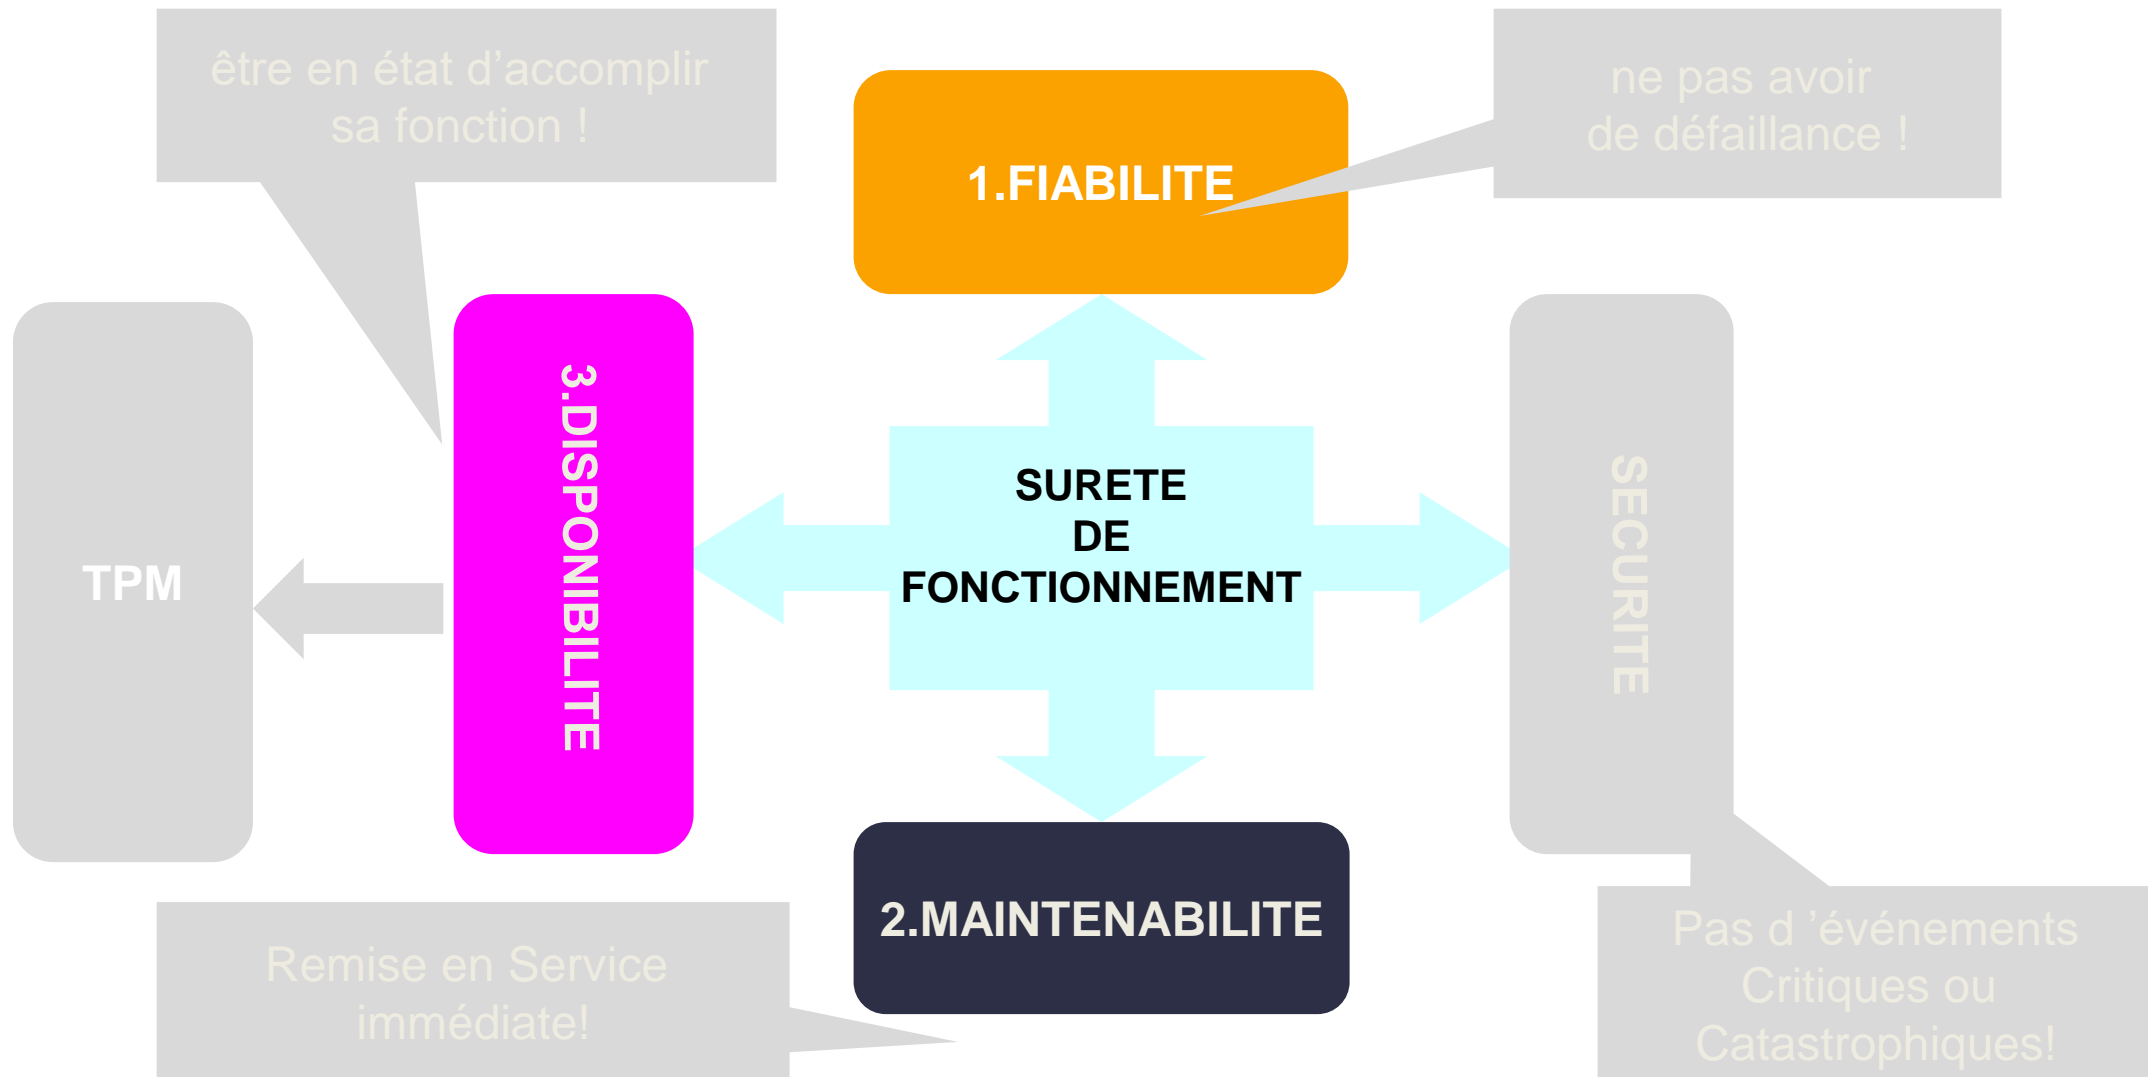 être en état d’accomplir
sa fonction !
ne pas avoir
de défaillance !
1.FIABILITE
TPM
3.DISPONIBILITE
SURETE
DE
FONCTIONNEMENT
SECURITE
2.MAINTENABILITE
Remise en Service
immédiate!
Pas d ’événements
Critiques ou
Catastrophiques!